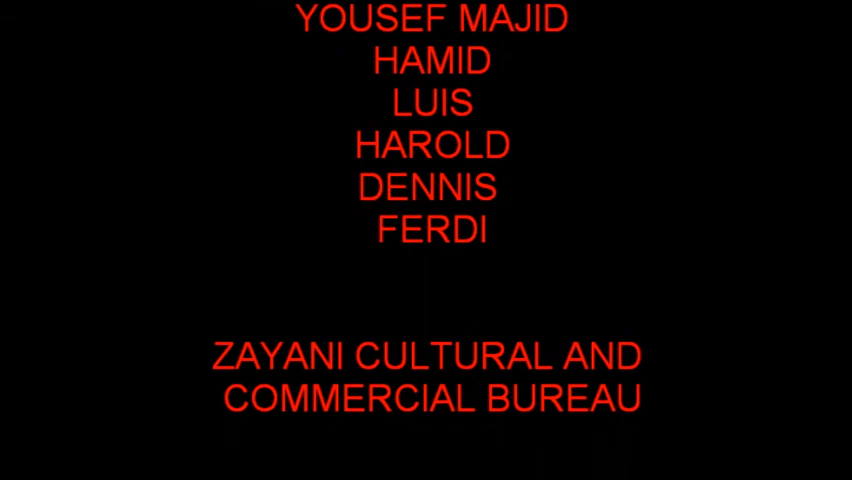 YOUSEF MAJID
HAMID
LUIS
HAROLD
DENNIS
FERDI
ZAYANI CULTURAL AND
COMMERCIAL BUREAU